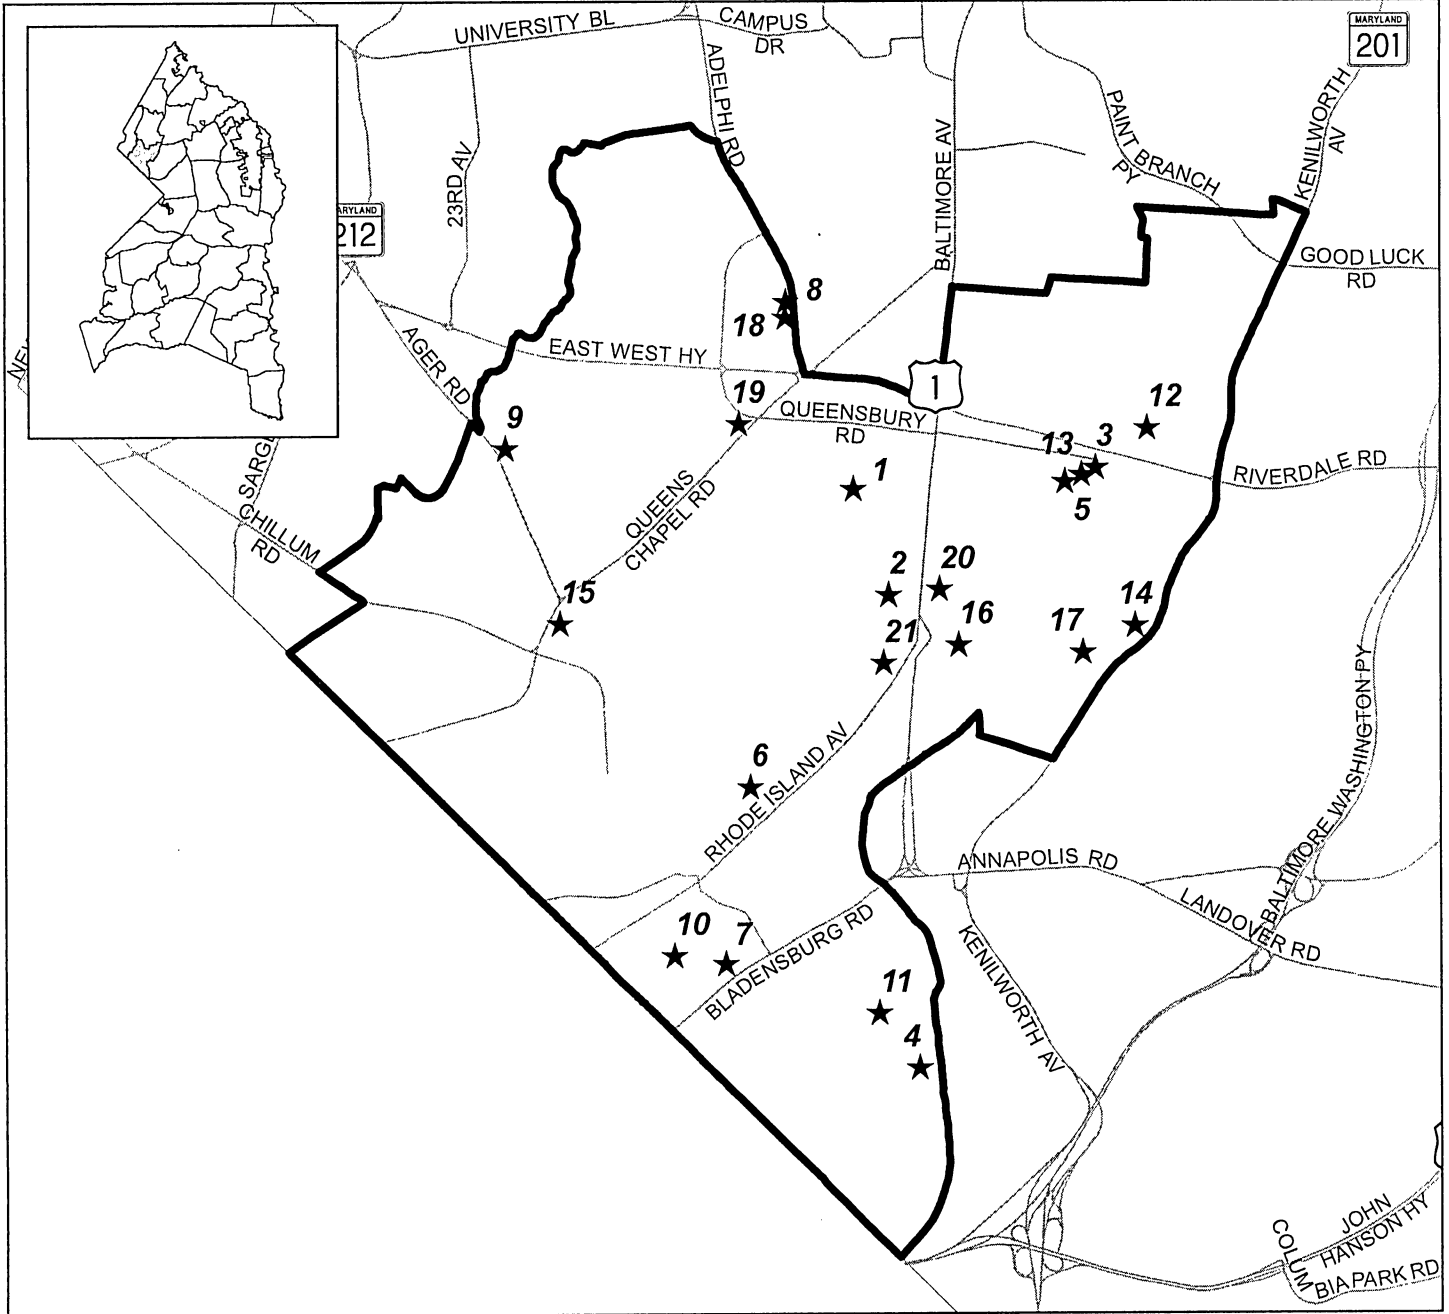 UNIVERSITY BL
CAMPUS
DR
MARYLAND
201
ADELPHI RD
BALTIMORE AV
PAINT BRANCH
PY
KENILWORTH
AV
23RD AV
ARYLAND
212
GOOD LUCK
RD
8
18
EAST WEST HY
AGER RD
NE
1
19
QUEENSBURY
RD
12
9
13
3
RIVERDALE RD
SARG
1
QUEENS
CHAPEL RD
5
CHILLUM
RD
2
20
15
16
17
14
21
BALTIMORE WASHINGTON PY
6
RHODE ISLAND AV
ANNAPOLIS RD
LANDOVER RD
10
7
BLADENSBURG RD
KENILWORTH AV
11
4
JOHN
HANSON HY
COLUM
BIA PARK RD